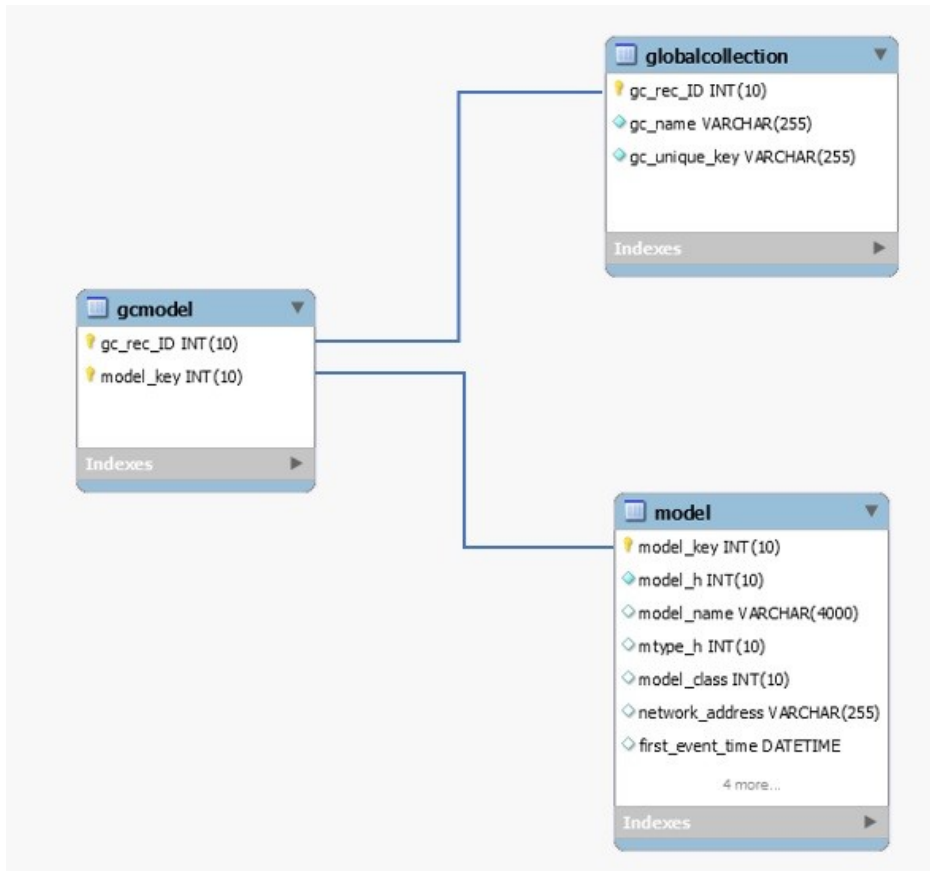 globalcollection
gc_rec_ID INT(10)
gc_name VARCHAR(255)
gc_unique_key VARCHAR(255)
Indexes
gcmodel
gc_rec_ID INT(10)
model_key INT(10)
Indexes
model
model_key INT(10)
model_h INT(10)
model_name VARCHAR(4000)
mtype_h INT(10)
model_class INT(10)
network_address VARCHAR(255)
first_event_time DATETIME
4 more...
Indexes